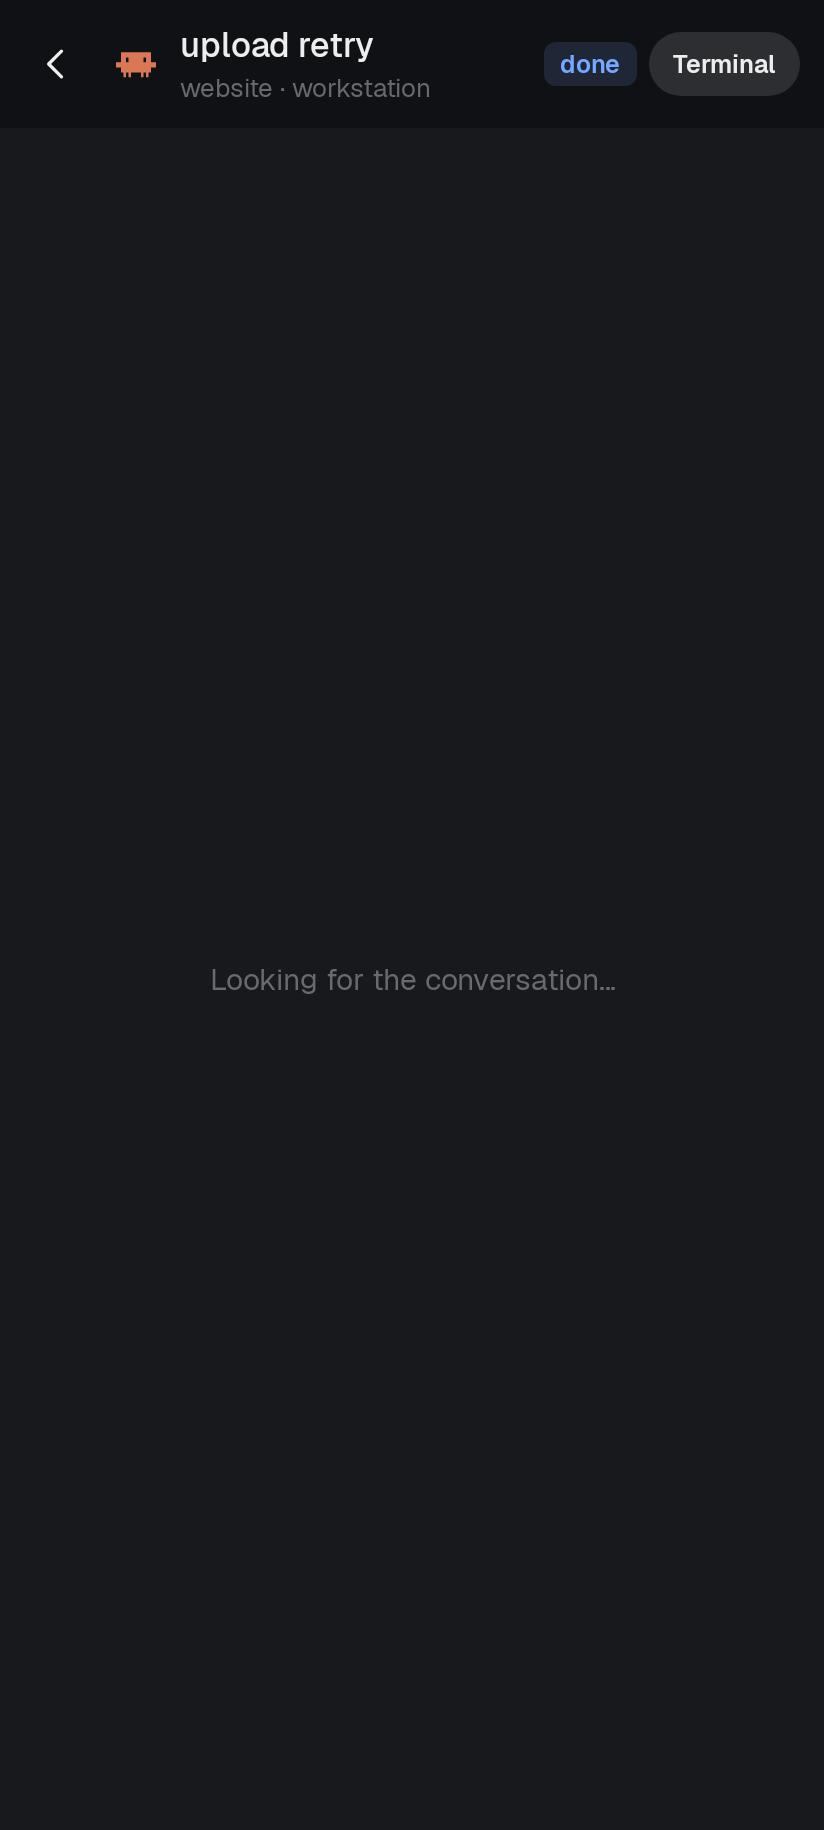 upload retry
website · workstation
done
Terminal
Looking for the conversation...